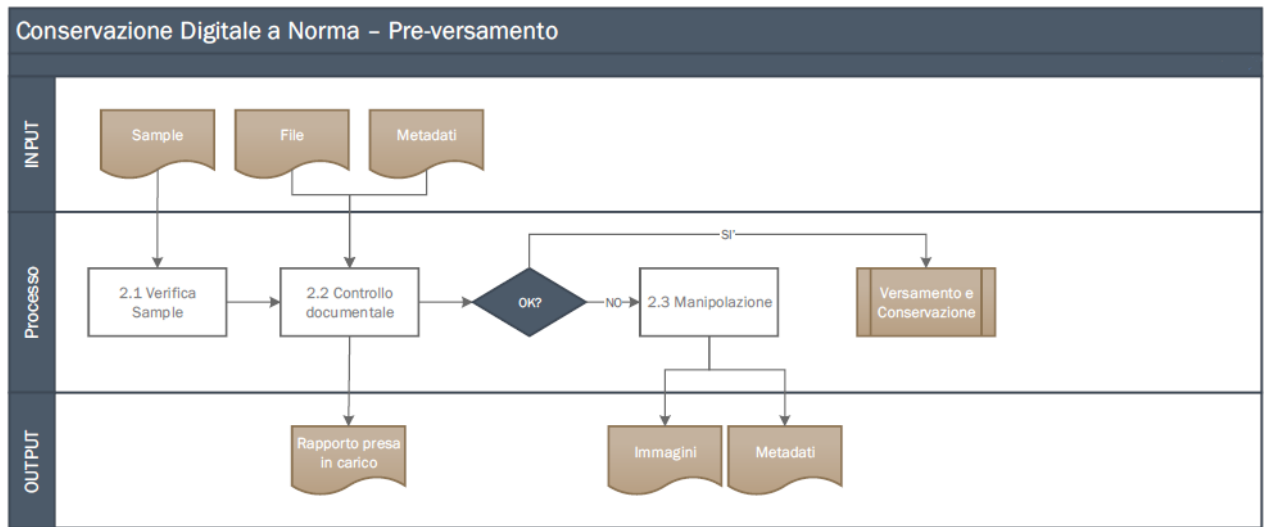 Conservazione Digitale a Norma – Pre-versamento
INPUT
Sample
File
Metadati
Processo
SI'
2.1 Verifica
Sample
2.2 Controllo
documentale
OK?
NO
2.3 Manipolazione
Versamento e
Conservazione
OUTPUT
Rapporto presa
in carico
Immagini
Metadati